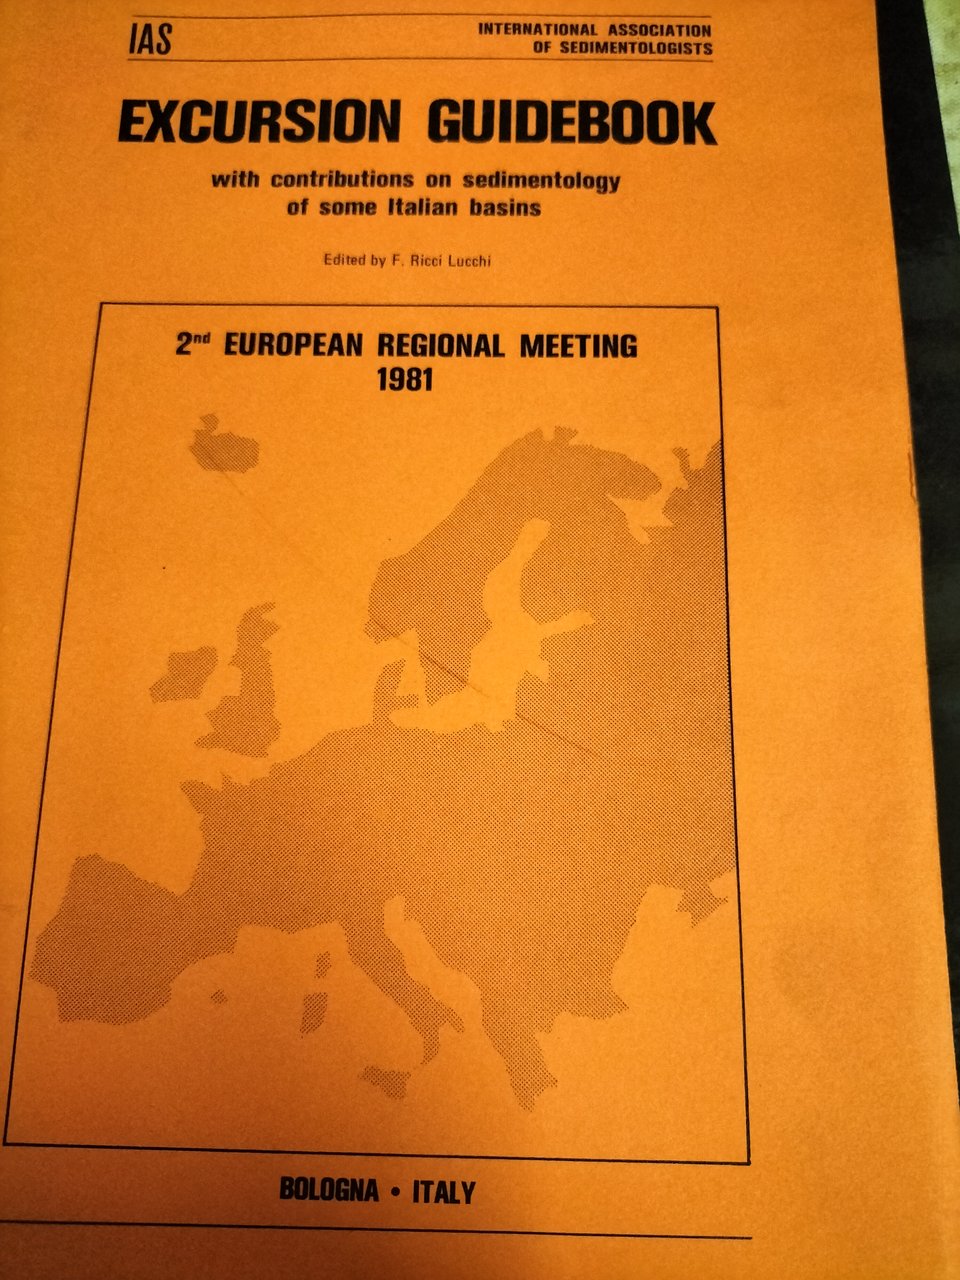 IAS
INTERNATIONAL ASSOCIATION
OF SEDIMENTOLOGISTS
EXCURSION GUIDEBOOK
with contributions on sedimentology
of some Italian basins
Edited by F. Ricci Lucchi
2nd EUROPEAN REGIONAL MEETING
1981
BOLOGNA • ITALY